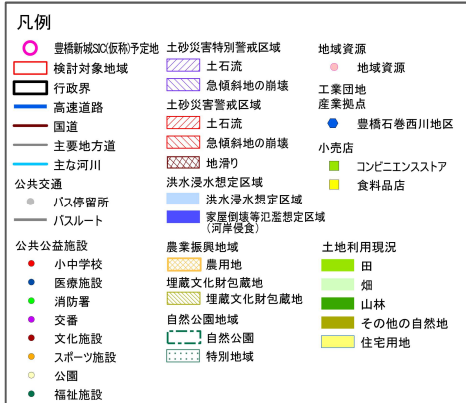 凡例
豊橋新城SIC(仮称)予定地
検討対象地域
行政界
高速道路
国道
主要地方道
主な河川
公共交通
バス停留所
バスルート
公共公益施設
小中学校
医療施設
消防署
交番
文化施設
スポーツ施設
公園
福祉施設
土砂災害特別警戒区域
土石流
急傾斜地の崩壊
土砂災害警戒区域
土石流
急傾斜地の崩壊
地滑り
洪水浸水想定区域
洪水浸水想定区域
家屋倒壊等氾濫想定区域
(河岸侵食)
農業振興地域
農用地
埋蔵文化財包蔵地
埋蔵文化財包蔵地
自然公園地域
自然公園
特別地域
地域資源
地域資源
工業団地
産業拠点
豊橋石巻西川地区
小売店
コンビニエンスストア
食料品店
土地利用現況
田
畑
山林
その他の自然地
住宅用地